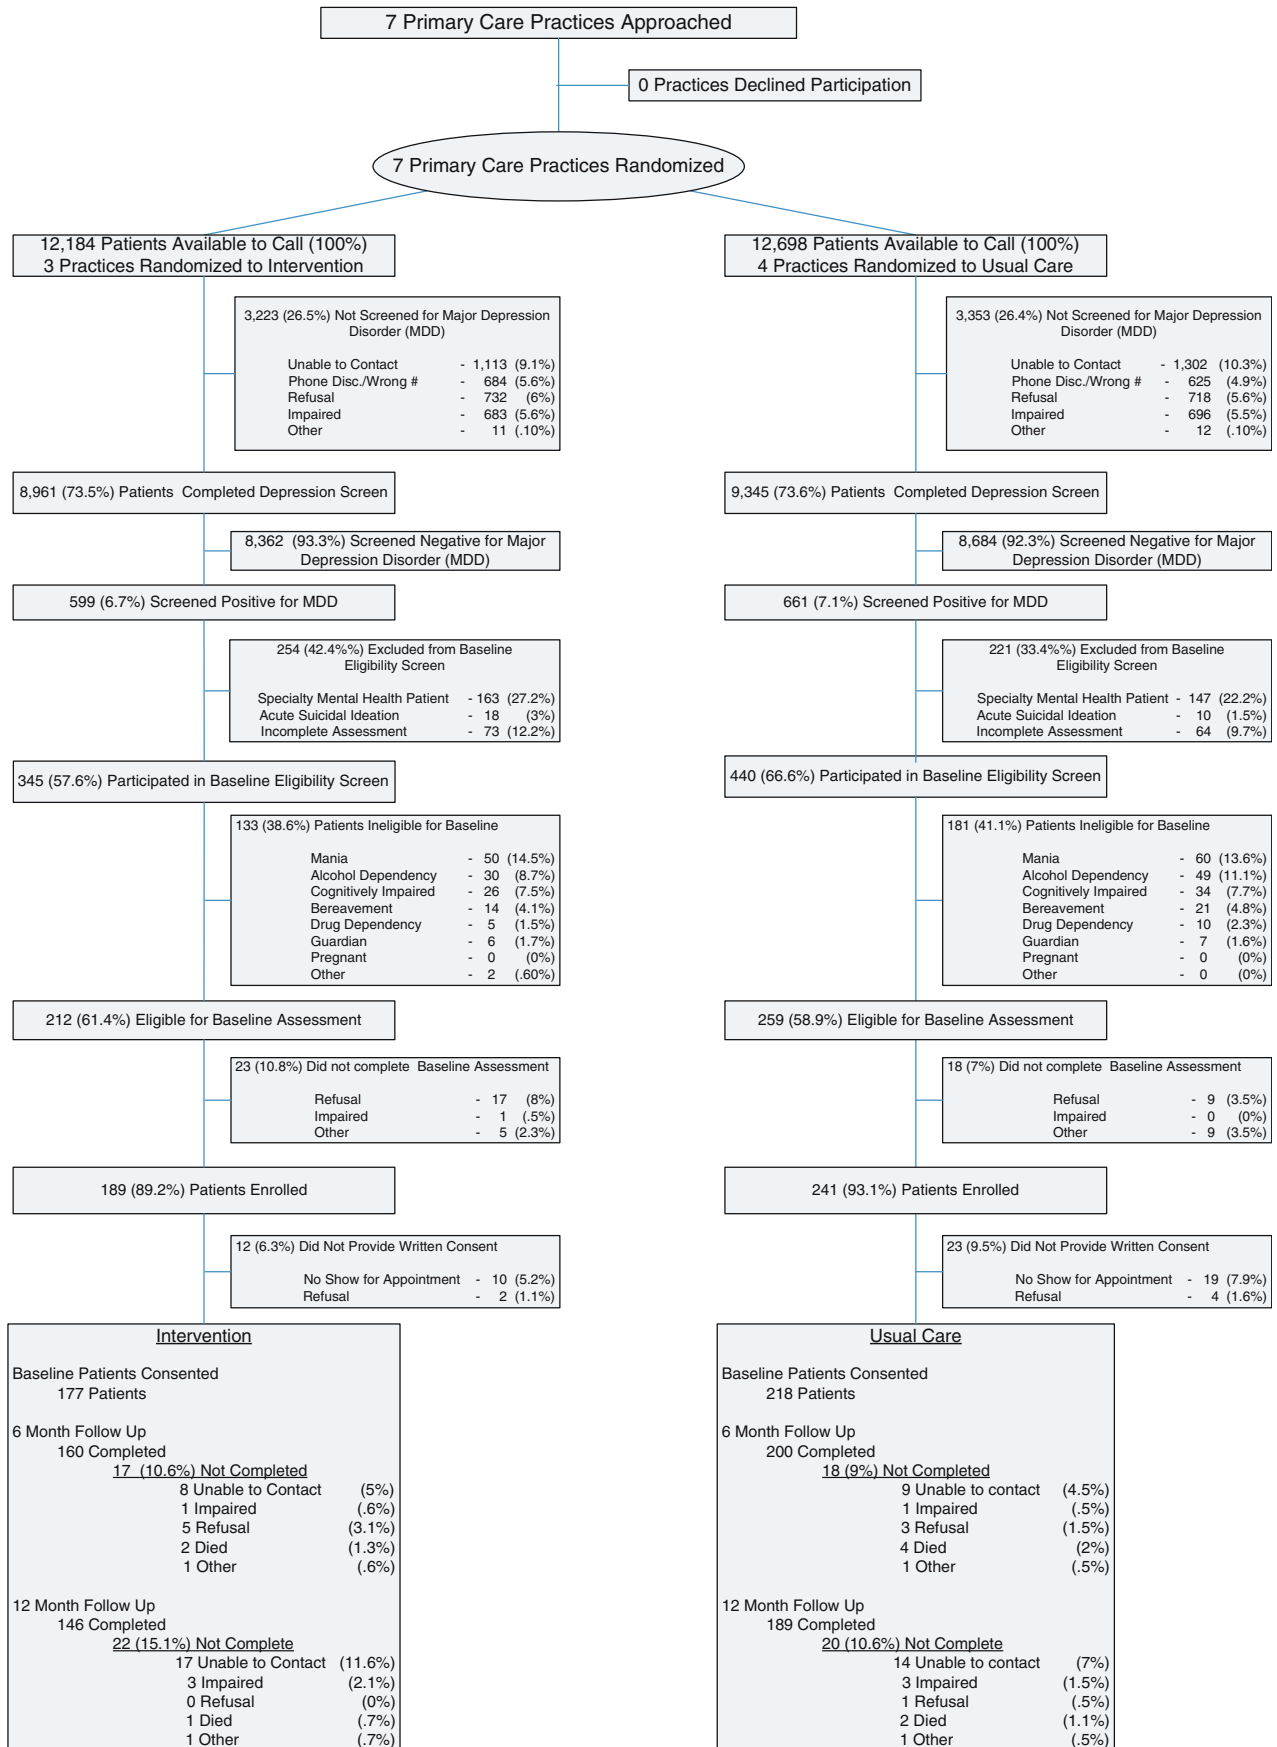 7 Primary Care Practices Approached
0 Practices Declined Participation
7 Primary Care Practices Randomized
12,184 Patients Available to Call (100%)
3 Practices Randomized to Intervention
3,223 (26.5%) Not Screened for Major Depression
Disorder (MDD)
Unable to Contact - 1,113 (9.1%)
Phone Disc./Wrong # - 684 (5.6%)
Refusal - 732 (6%)
Impaired - 683 (5.6%)
Other - 11 (.10%)
8,961 (73.5%) Patients Completed Depression Screen
8,362 (93.3%) Screened Negative for Major
Depression Disorder (MDD)
599 (6.7%) Screened Positive for MDD
254 (42.4%%) Excluded from Baseline
Eligibility Screen
Specialty Mental Health Patient - 163 (27.2%)
Acute Suicidal Ideation - 18 (3%)
Incomplete Assessment - 73 (12.2%)
345 (57.6%) Participated in Baseline Eligibility Screen
133 (38.6%) Patients Ineligible for Baseline
Mania - 50 (14.5%)
Alcohol Dependency - 30 (8.7%)
Cognitively Impaired - 26 (7.5%)
Bereavement - 14 (4.1%)
Drug Dependency - 5 (1.5%)
Guardian - 6 (1.7%)
Pregnant - 0 (0%)
Other - 2 (.60%)
212 (61.4%) Eligible for Baseline Assessment
23 (10.8%) Did not complete Baseline Assessment
Refusal - 17 (8%)
Impaired - 1 (.5%)
Other - 5 (2.3%)
189 (89.2%) Patients Enrolled
12 (6.3%) Did Not Provide Written Consent
No Show for Appointment - 10 (5.2%)
Refusal - 2 (1.1%)
Intervention
Baseline Patients Consented
177 Patients
6 Month Follow Up
160 Completed
17 (10.6%) Not Completed
8 Unable to Contact (5%)
1 Impaired (.6%)
5 Refusal (3.1%)
2 Died (1.3%)
1 Other (.6%)
12 Month Follow Up
146 Completed
22 (15.1%) Not Complete
17 Unable to Contact (11.6%)
3 Impaired (2.1%)
0 Refusal (0%)
1 Died (.7%)
1 Other (.7%)
12,698 Patients Available to Call (100%)
4 Practices Randomized to Usual Care
3,353 (26.4%) Not Screened for Major Depression
Disorder (MDD)
Unable to Contact - 1,302 (10.3%)
Phone Disc./Wrong # - 625 (4.9%)
Refusal - 718 (5.6%)
Impaired - 696 (5.5%)
Other - 12 (.10%)
9,345 (73.6%) Patients Completed Depression Screen
8,684 (92.3%) Screened Negative for Major
Depression Disorder (MDD)
661 (7.1%) Screened Positive for MDD
221 (33.4%%) Excluded from Baseline
Eligibility Screen
Specialty Mental Health Patient - 147 (22.2%)
Acute Suicidal Ideation - 10 (1.5%)
Incomplete Assessment - 64 (9.7%)
440 (66.6%) Participated in Baseline Eligibility Screen
181 (41.1%) Patients Ineligible for Baseline
Mania - 60 (13.6%)
Alcohol Dependency - 49 (11.1%)
Cognitively Impaired - 34 (7.7%)
Bereavement - 21 (4.8%)
Drug Dependency - 10 (2.3%)
Guardian - 7 (1.6%)
Pregnant - 0 (0%)
Other - 0 (0%)
259 (58.9%) Eligible for Baseline Assessment
18 (7%) Did not complete Baseline Assessment
Refusal - 9 (3.5%)
Impaired - 0 (0%)
Other - 9 (3.5%)
241 (93.1%) Patients Enrolled
23 (9.5%) Did Not Provide Written Consent
No Show for Appointment - 19 (7.9%)
Refusal - 4 (1.6%)
Usual Care
Baseline Patients Consented
218 Patients
6 Month Follow Up
200 Completed
18 (9%) Not Completed
9 Unable to contact (4.5%)
1 Impaired (.5%)
3 Refusal (1.5%)
4 Died (2%)
1 Other (.5%)
12 Month Follow Up
189 Completed
20 (10.6%) Not Complete
14 Unable to contact (7%)
3 Impaired (1.5%)
1 Refusal (.5%)
2 Died (1.1%)
1 Other (.5%)